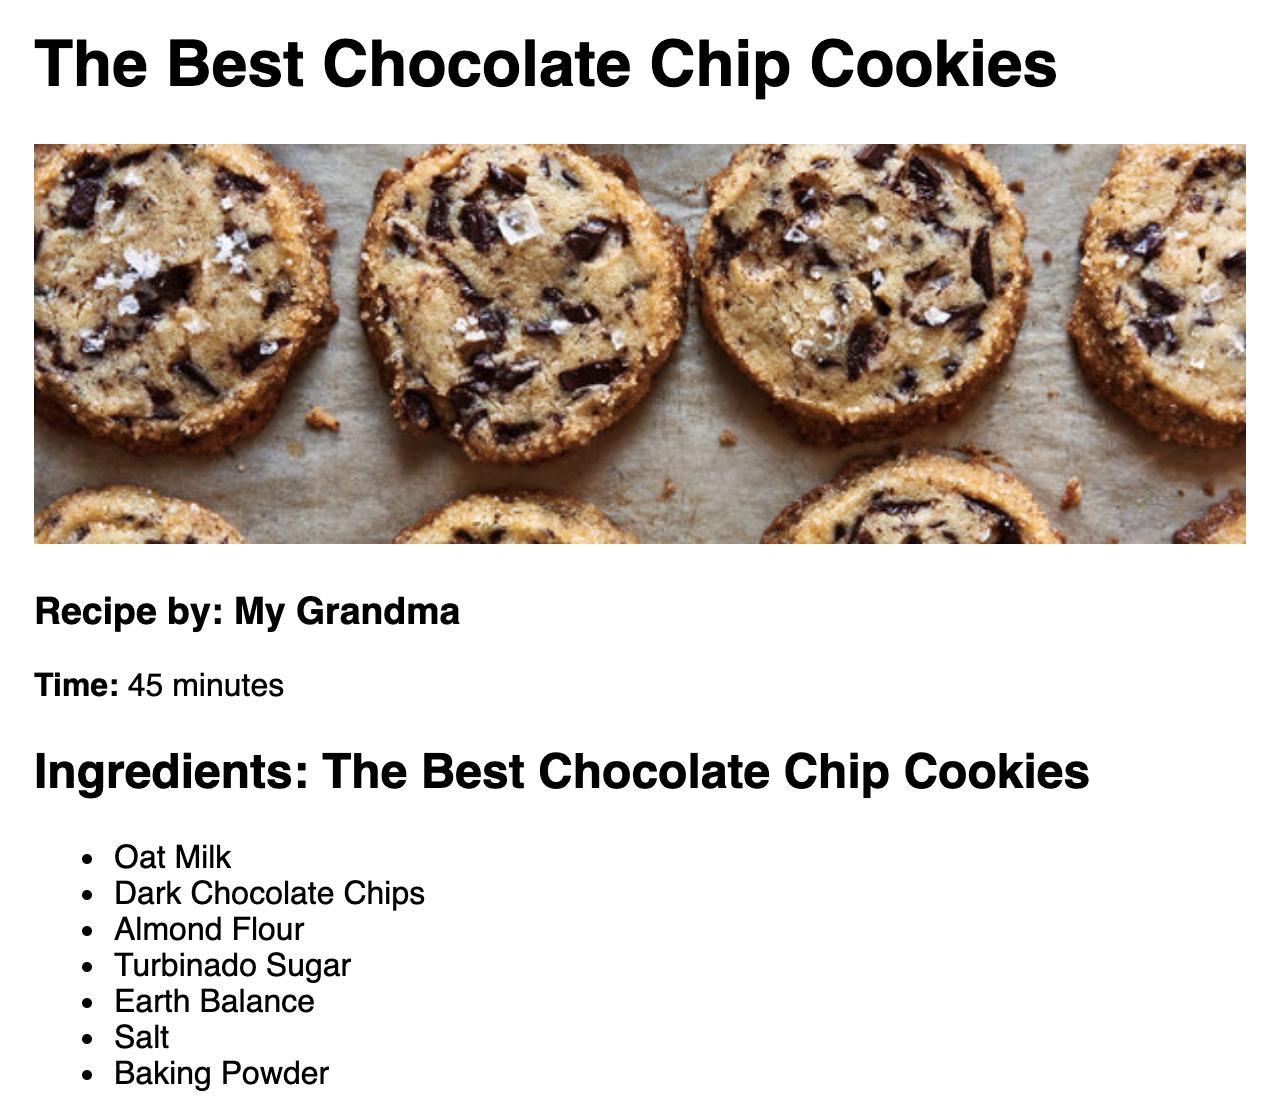 The Best Chocolate Chip Cookies
Recipe by: My Grandma
Time: 45 minutes
Ingredients: The Best Chocolate Chip Cookies
Oat Milk
Dark Chocolate Chips
Almond Flour
Turbinado Sugar
Earth Balance
Salt
Baking Powder